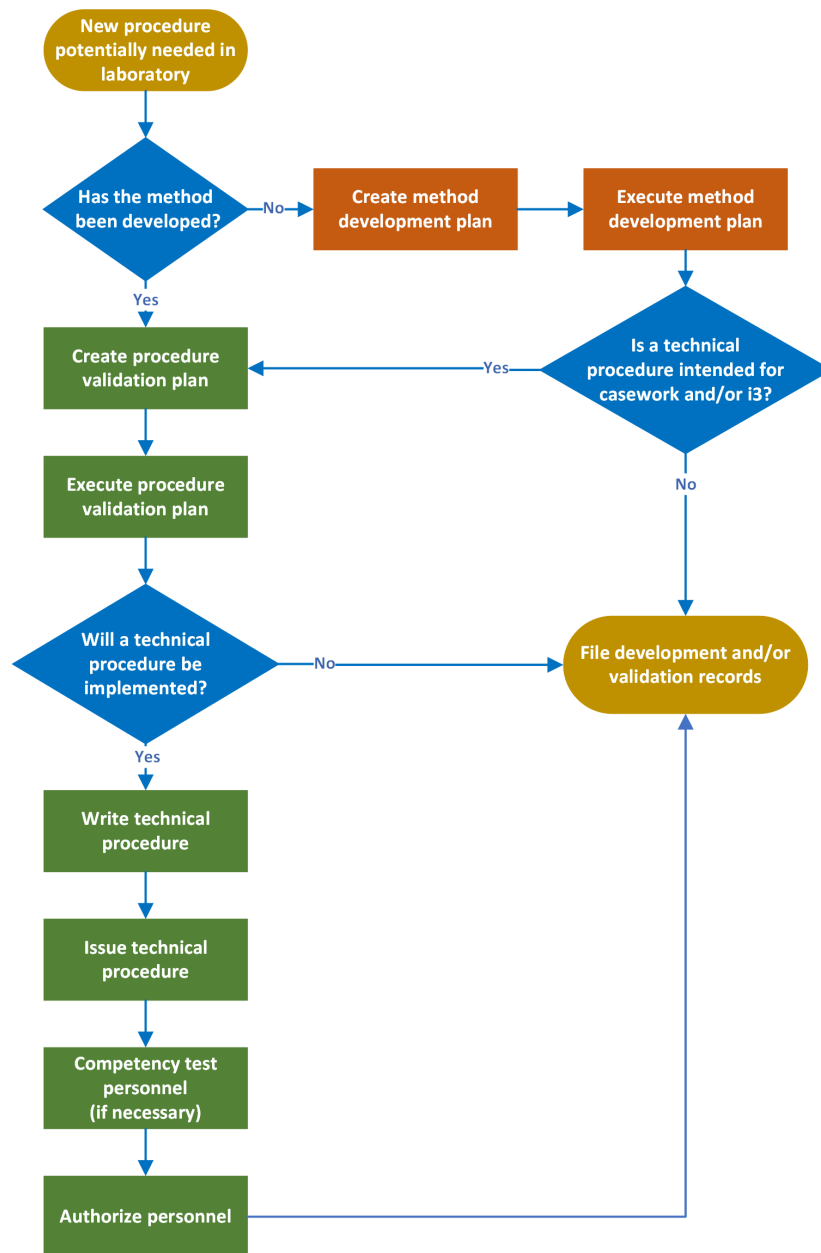 New procedure
potentially needed in
laboratory
Has the method
been developed?
No
Create method
development plan
Execute method
development plan
Yes
Create procedure
validation plan
Yes
Is a technical
procedure intended for
casework and/or i3?
Execute procedure
validation plan
No
Will a technical
procedure be
implemented?
No
File development and/or
validation records
Yes
Write technical
procedure
Issue technical
procedure
Competency test
personnel
(if necessary)
Authorize personnel